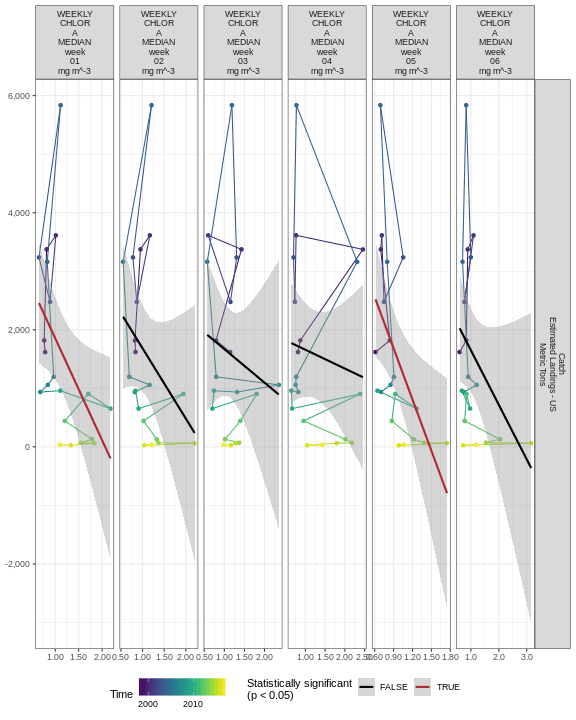 WEEKLY
CHLOR
A
MEDIAN
week
01
mg m^-3
WEEKLY
CHLOR
A
MEDIAN
week
02
mg m^-3
WEEKLY
CHLOR
A
MEDIAN
week
03
mg m^-3
WEEKLY
CHLOR
A
MEDIAN
week
04
mg m^-3
WEEKLY
CHLOR
A
MEDIAN
week
05
mg m^-3
WEEKLY
CHLOR
A
MEDIAN
week
06
mg m^-3
6,000
4,000
2,000
0
-2,000
Catch
Estimated Landings - US
Metric Tons
1.00 1.50 2.00
0.50 1.00 1.50 2.00
0.50 1.00 1.50 2.00
1.00 1.50 2.00 2.50
0.60 0.90 1.20 1.50 1.80
1.0 2.0 3.0
Time
2000 2010
Statistically significant
(p < 0.05)
FALSE
TRUE